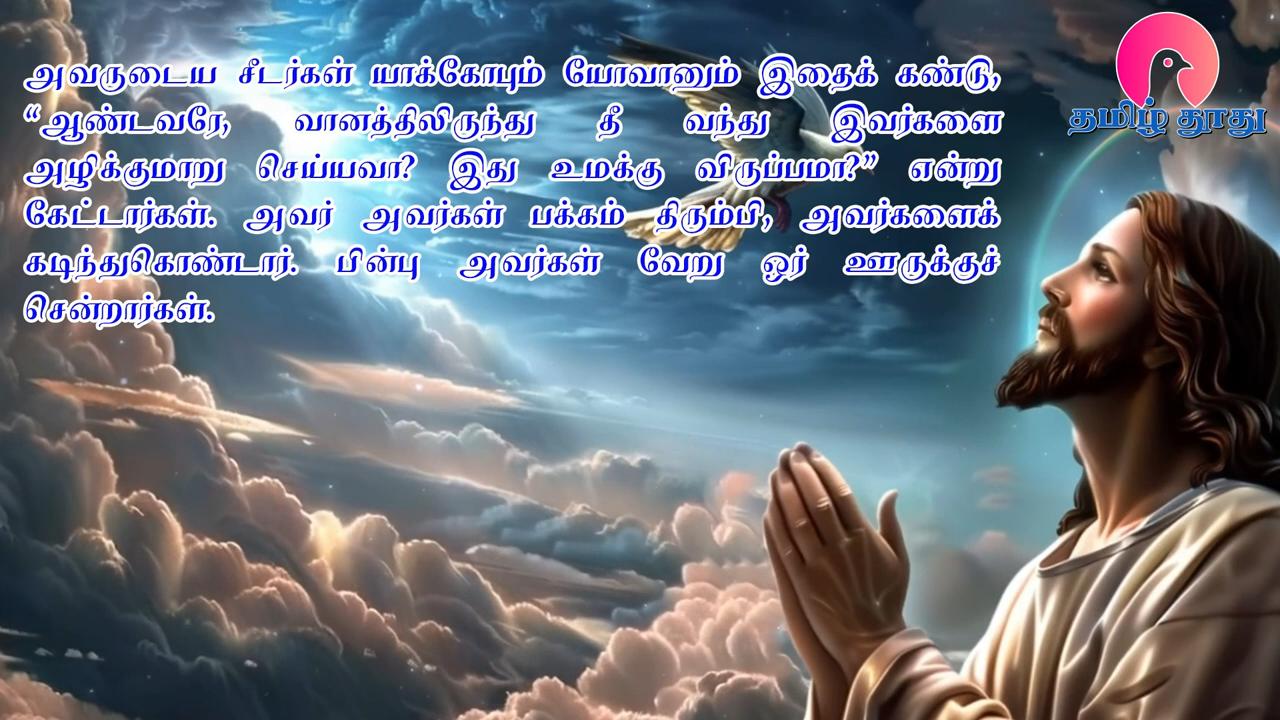 அவருடைய சீடர்கள் யாக்கோபும் யோவானும் இதைக் கண்டு,
“ஆண்டவரே, வானத்திலிருந்து தீ வந்து இவர்களை
அழிக்குமாறு செய்யவா? இது உமக்கு விருப்பமா?” என்று
கேட்டார்கள். அவர் அவர்கள் பக்கம் திரும்பி, அவர்களைக்
கடிந்துகொண்டார். பின்பு அவர்கள் வேறு ஓர் ஊருக்குச்
சென்றார்கள்.
தமிழ் தூது